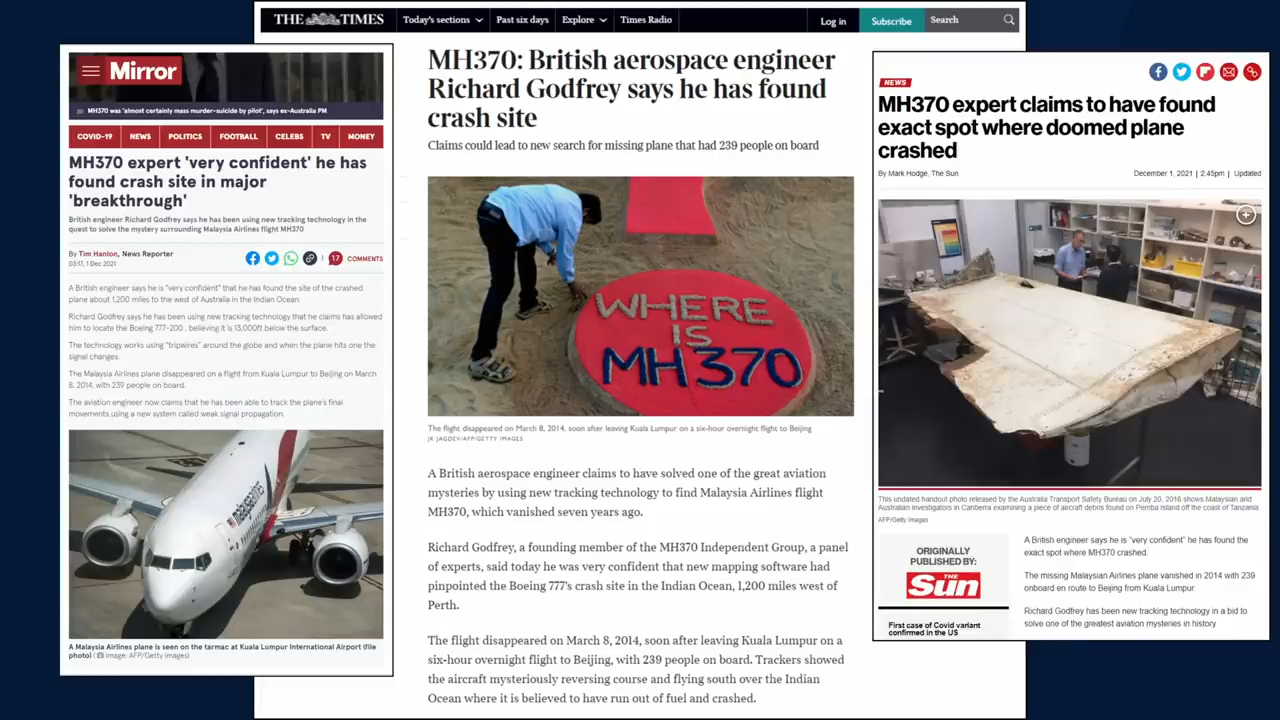 THE TIMES
Today's sections
Past six days
Explore
Times Radio
Log in
Subscribe
Search
Mirror
MH370 was 'almost certainly mass murder-suicide by pilot', says ex-Australia PM
COVID-19 NEWS POLITICS FOOTBALL CELEBS TV MONEY
MH370 expert 'very confident' he has
found crash site in major
'breakthrough'
British engineer Richard Godfrey says he has been using new tracking technology in the
quest to solve the mystery surrounding Malaysia Airlines flight MH370
By Tim Hanlon, News Reporter
03:17, 1 Dec 2021
17 COMMENTS
A British engineer says he is "very confident" that he has found the site of the crashed
plane about 1,200 miles to the west of Australia in the Indian Ocean.
Richard Godfrey says he has been using new tracking technology that he claims has allowed
him to locate the Boeing 777-200 , believing it is 13,000ft below the surface.
The technology works using "tripwires" around the globe and when the plane hits one the
signal changes.
The Malaysia Airlines plane disappeared on a flight from Kuala Lumpur to Beijing on March
8, 2014, with 239 people on board.
The aviation engineer now claims that he has been able to track the plane's final
movements using a new system called weak signal propagation.
A Malaysia Airlines plane is seen on the tarmac at Kuala Lumpur International Airport (file
photo) (image: AFP/Getty Images)
MH370: British aerospace engineer
Richard Godfrey says he has found
crash site
Claims could lead to new search for missing plane that had 239 people on board
WHERE
IS
MH370
The flight disappeared on March 8, 2014, soon after leaving Kuala Lumpur on a six-hour overnight flight to Beijing
JK JAGDEV/AFP/GETTY IMAGES
A British aerospace engineer claims to have solved one of the great aviation
mysteries by using new tracking technology to find Malaysia Airlines flight
MH370, which vanished seven years ago.
Richard Godfrey, a founding member of the MH370 Independent Group, a panel
of experts, said today he was very confident that new mapping software had
pinpointed the Boeing 777's crash site in the Indian Ocean, 1,200 miles west of
Perth.
The flight disappeared on March 8, 2014, soon after leaving Kuala Lumpur on a
six-hour overnight flight to Beijing, with 239 people on board. Trackers showed
the aircraft mysteriously reversing course and flying south over the Indian
Ocean where it is believed to have run out of fuel and crashed.
NEWS
MH370 expert claims to have found
exact spot where doomed plane
crashed
By Mark Hodge, The Sun
December 1, 2021 | 2:45pm | Updated
This undated handout photo released by the Australia Transport Safety Bureau on July 20, 2016 shows Malaysian and
Australian investigators in Canberra examining a piece of aircraft debris found on Pemba Island off the coast of Tanzania
AFP/Getty Images
ORIGINALLY
PUBLISHED BY:
THE Sun
First case of Covid variant
confirmed in the US
A British engineer says he is "very confident" he has found the
exact spot where MH370 crashed.
The missing Malaysian Airlines plane vanished in 2014 with 239
onboard en route to Beijing from Kuala Lumpur.
Richard Godfrey has been new tracking technology in a bid to
solve one of the greatest aviation mysteries in history.